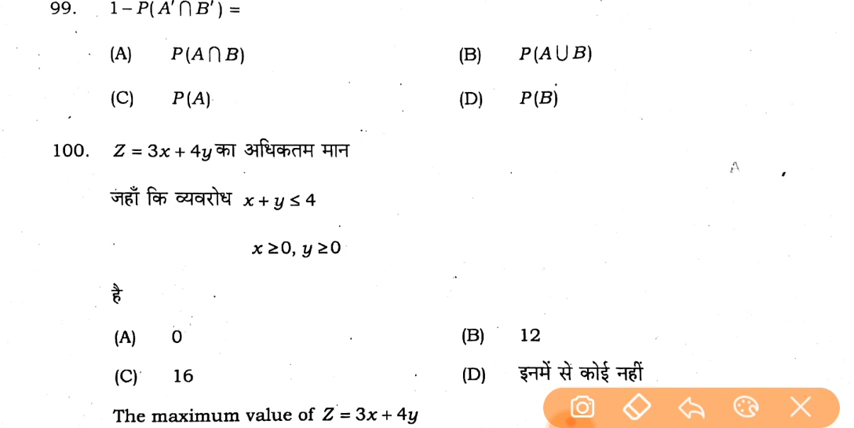 99. 1 – P( A′ ⋂ B′ ) =
(A) P(A ⋂ B) (B) P(A ⋃ B)
(C) P(A) (D) P(B)
100. Z = 3x + 4y का अधिकतम मान
जहाँ कि व्यवरोध x + y ≤ 4
x ≥ 0, y ≥ 0
है
(A) 0 (B) 12
(C) 16 (D) इनमें से कोई नहीं
The maximum value of Z = 3x + 4y